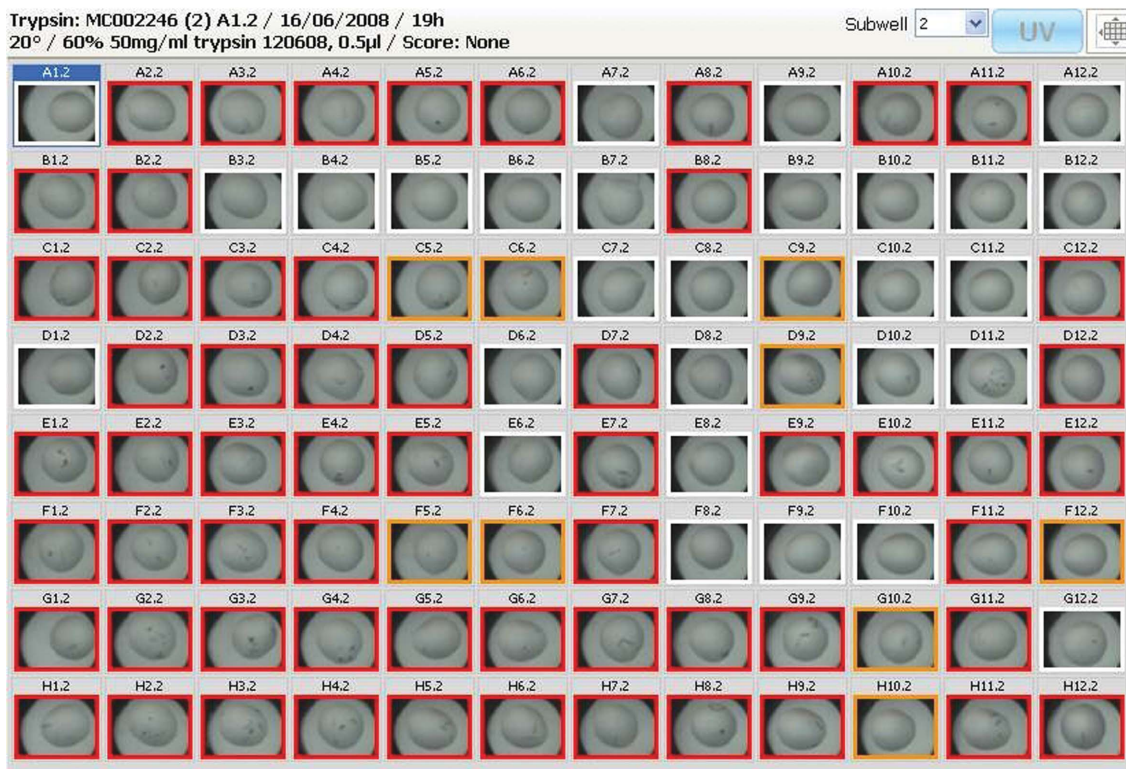 Trypsin: MC002246 (2) A1.2 / 16/06/2008 / 19h
20° / 60% 50mg/ml trypsin 120608, 0.5µl / Score: None
Subwell 2 UV
A1.2 A2.2 A3.2 A4.2 A5.2 A6.2 A7.2 A8.2 A9.2 A10.2 A11.2 A12.2
B1.2 B2.2 B3.2 B4.2 B5.2 B6.2 B7.2 B8.2 B9.2 B10.2 B11.2 B12.2
C1.2 C2.2 C3.2 C4.2 C5.2 C6.2 C7.2 C8.2 C9.2 C10.2 C11.2 C12.2
D1.2 D2.2 D3.2 D4.2 D5.2 D6.2 D7.2 D8.2 D9.2 D10.2 D11.2 D12.2
E1.2 E2.2 E3.2 E4.2 E5.2 E6.2 E7.2 E8.2 E9.2 E10.2 E11.2 E12.2
F1.2 F2.2 F3.2 F4.2 F5.2 F6.2 F7.2 F8.2 F9.2 F10.2 F11.2 F12.2
G1.2 G2.2 G3.2 G4.2 G5.2 G6.2 G7.2 G8.2 G9.2 G10.2 G11.2 G12.2
H1.2 H2.2 H3.2 H4.2 H5.2 H6.2 H7.2 H8.2 H9.2 H10.2 H11.2 H12.2